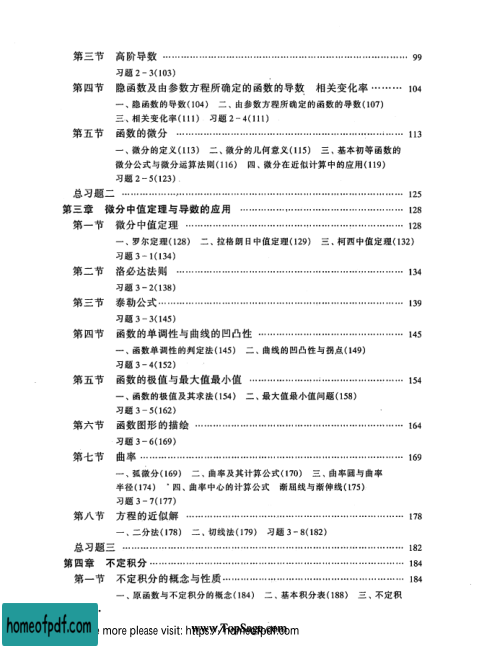 第三节 高阶导数 …… 99
习题2-3(103)
第四节 隐函数及由参数方程所确定的函数的导数 相关变化率 …… 104
一、隐函数的导数(104) 二、由参数方程所确定的函数的导数(107)
三、相关变化率(111) 习题2-4(111)
第五节 函数的微分 …… 113
一、微分的定义(113) 二、微分的几何意义(115) 三、基本初等函数的
微分公式与微分运算法则(116) 四、微分在近似计算中的应用(119)
习题2-5(123)
总习题二 …… 125
第三章 微分中值定理与导数的应用 …… 128
第一节 微分中值定理 …… 128
一、罗尔定理(128) 二、拉格朗日中值定理(129) 三、柯西中值定理(132)
习题3-1(134)
第二节 洛必达法则 …… 134
习题3-2(138)
第三节 泰勒公式 …… 139
习题3-3(145)
第四节 函数的单调性与曲线的凹凸性 …… 145
一、函数单调性的判定法(145) 二、曲线的凹凸性与拐点(149)
习题3-4(152)
第五节 函数的极值与最大值最小值 …… 154
一、函数的极值及其求法(154) 二、最大值最小值问题(158)
习题3-5(162)
第六节 函数图形的描绘 …… 164
习题3-6(169)
第七节 曲率 …… 169
一、弧微分(169) 二、曲率及其计算公式(170) 三、曲率圆与曲率
半径(174) *四、曲率中心的计算公式 渐屈线与渐伸线(175)
习题3-7(177)
第八节 方程的近似解 …… 178
一、二分法(178) 二、切线法(179) 习题3-8(182)
总习题三 …… 182
第四章 不定积分 …… 184
第一节 不定积分的概念与性质 …… 184
一、原函数与不定积分的概念(184) 二、基本积分表(188) 三、不定积
homeofpdf.com
more please visit: https://homeofpdf.com
www.TopSage.com